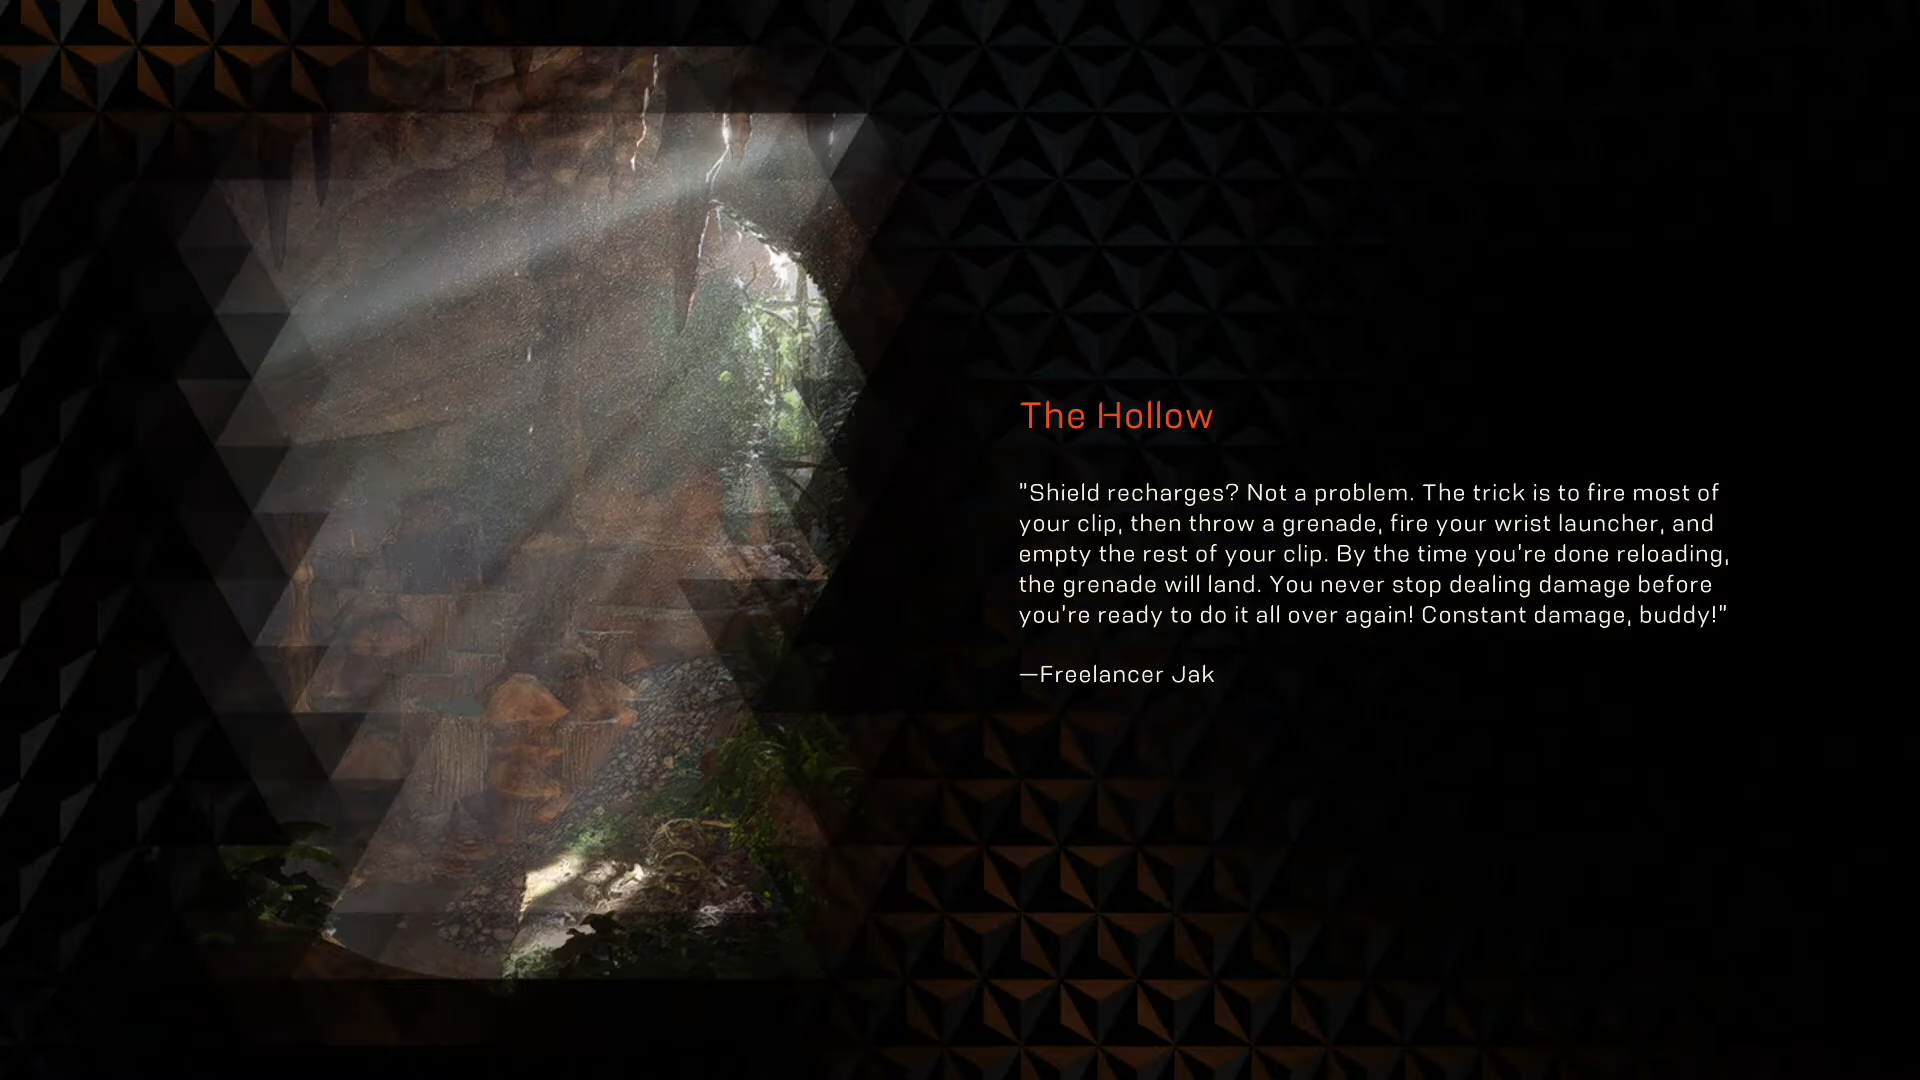 The Hollow
"Shield recharges? Not a problem. The trick is to fire most of
your clip, then throw a grenade, fire your wrist launcher, and
empty the rest of your clip. By the time you're done reloading,
the grenade will land. You never stop dealing damage before
you're ready to do it all over again! Constant damage, buddy!"
—Freelancer Jak